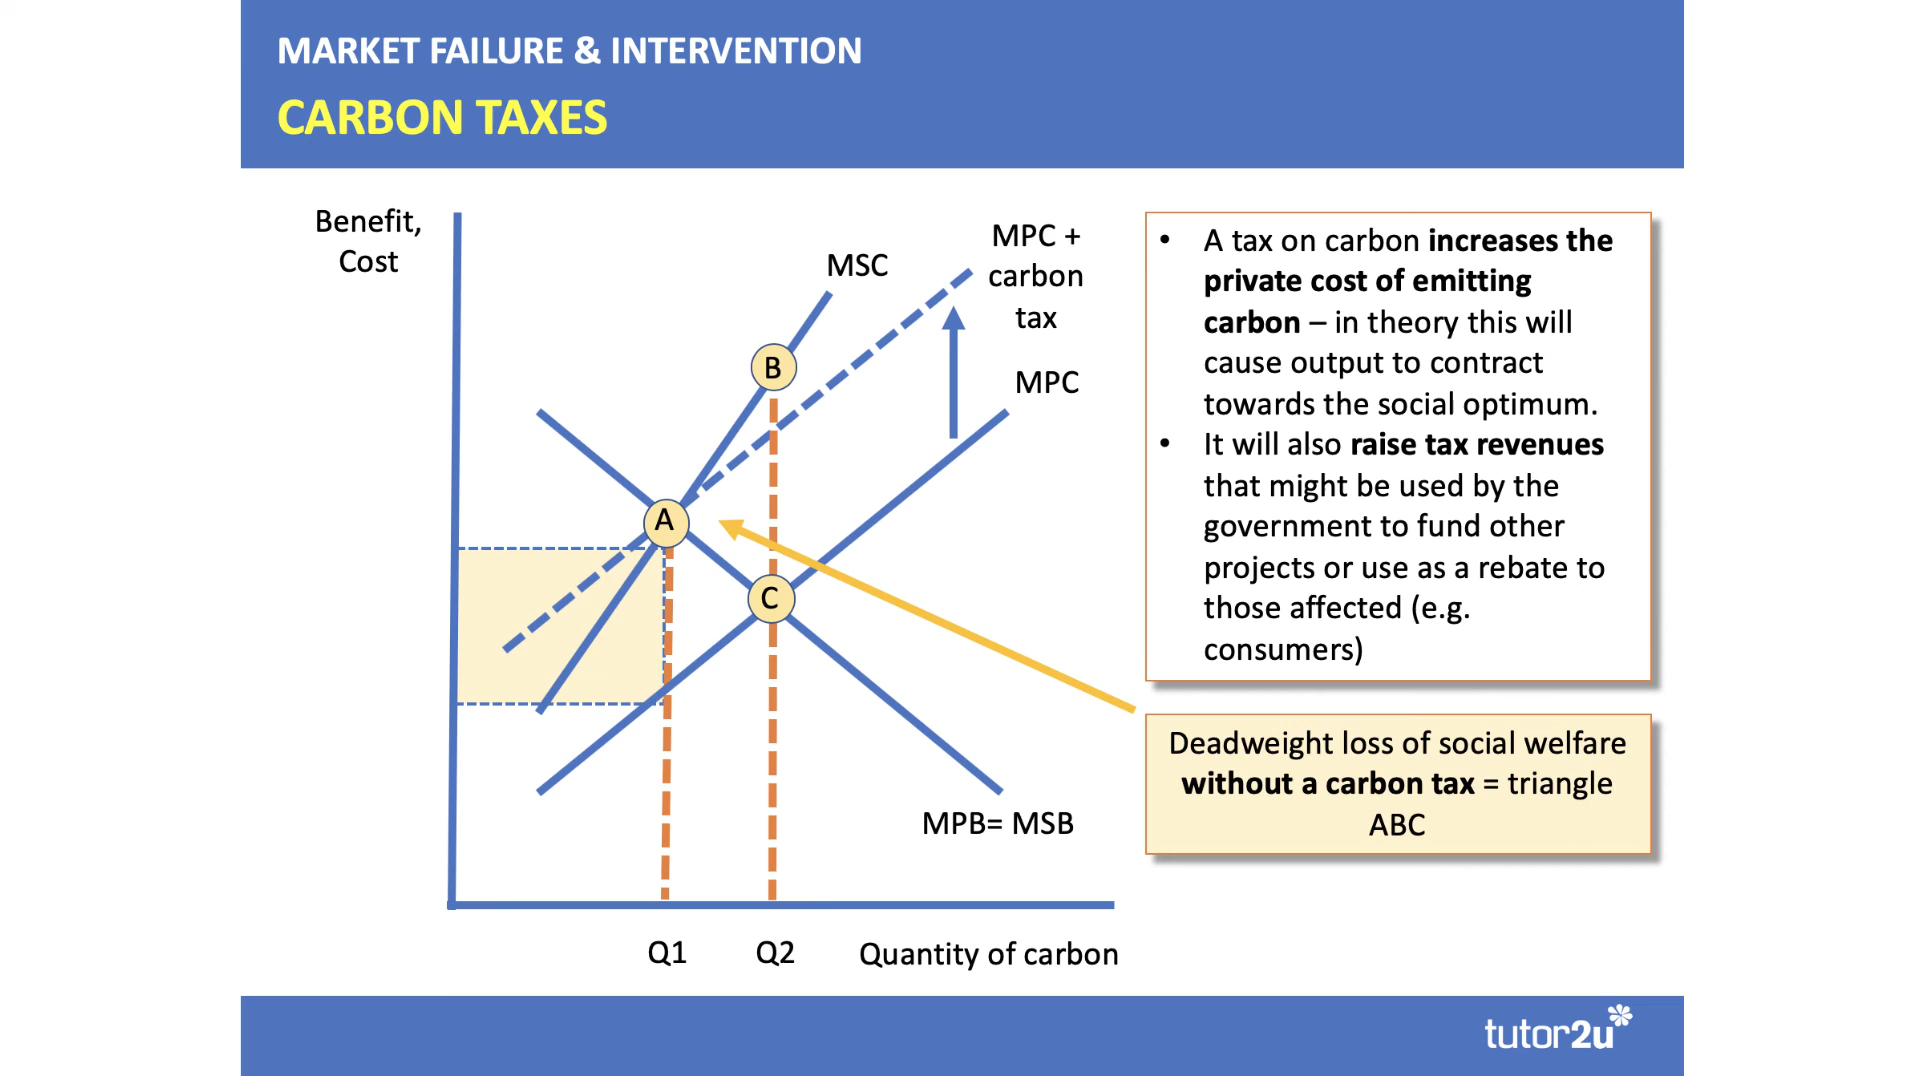 MARKET FAILURE & INTERVENTION
CARBON TAXES
Benefit,
Cost
MSC
MPC +
carbon
tax
MPC
B
A
C
MPB= MSB
Q1
Q2
Quantity of carbon
• A tax on carbon increases the
private cost of emitting
carbon – in theory this will
cause output to contract
towards the social optimum.
• It will also raise tax revenues
that might be used by the
government to fund other
projects or use as a rebate to
those affected (e.g.
consumers)
Deadweight loss of social welfare
without a carbon tax = triangle
ABC
tutor2u